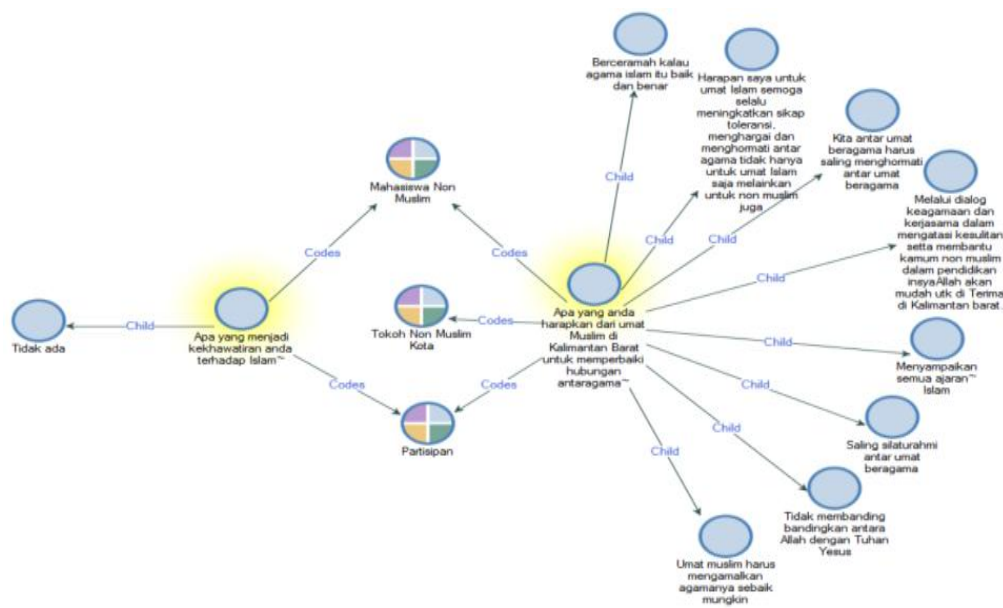 Berceramah kalau
agama islam itu baik
dan benar
Harapan saya untuk
umat Islam semoga
selalu
meningkatkan sikap
toleransi,
menghargai dan
menghormati antar
agama tidak hanya
untuk umat Islam
saja melainkan
untuk non muslim
juga
Kita antar umat
beragama harus
saling menghormati
antar umat
beragama
Melalui dialog
keagamaan dan
kerjasama dalam
mengatasi kesulitan
setta membantu
kamum non muslim
dalam pendidikan
insyaAllah akan
mudah utk di Terima
di Kalimantan barat.
Mahasiswa Non
Muslim
Child
Child
Child
Child
Codes
Codes
Tidak ada
Child
Apa yang menjadi
kekhawatiran anda
terhadap Islam~
Tokoh Non Muslim
Kota
Codes
Apa yang anda
harapkan dari umat
Muslim di
Kalimantan Barat
untuk memperbaiki
hubungan
antaragama~
Codes
Codes
Partisipan
Child
Menyampaikan
semua ajaran~
Islam
Child
Saling silaturahmi
antar umat
beragama
Child
Tidak membanding
bandingkan antara
Allah dengan Tuhan
Yesus
Child
Umat muslim harus
mengamalkan
agamanya sebaik
mungkin